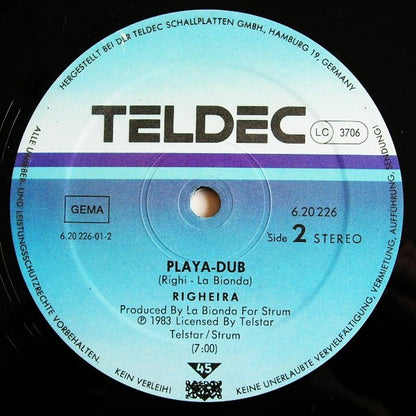 HERGESTELLT BEI DER TELDEC SCHALLPLATTEN GMBH., HAMBURG 19, GERMANY
TELDEC
LC 3706
GEMA
6.20 226-01-2
6.20 226
Side 2 STEREO
PLAYA-DUB
(Righi - La Bionda)
RIGHEIRA
Produced By La Bionda For Strum
℗ 1983 Licensed By Telstar
Telstar/Strum
(7:00)
45
TELDEC
ALLE URHEBER- UND LEISTUNGSSCHUTZRECHTE VORBEHALTEN. KEIN VERLEIH! KEINE UNERLAUBTE VERVIELFÄLTIGUNG, VERMIETUNG, AUFFÜHRUNG, SENDUNG!